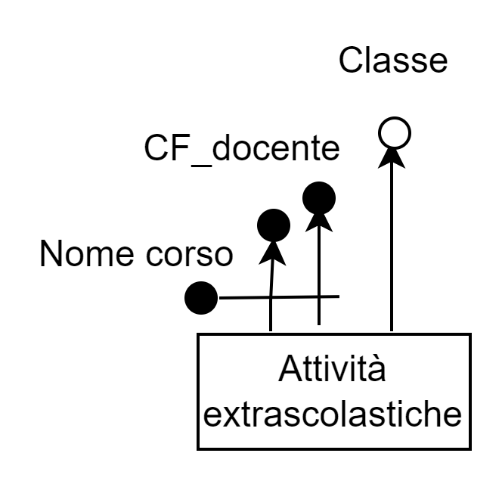 Classe
CF_docente
Nome corso
Attività
extrascolastiche